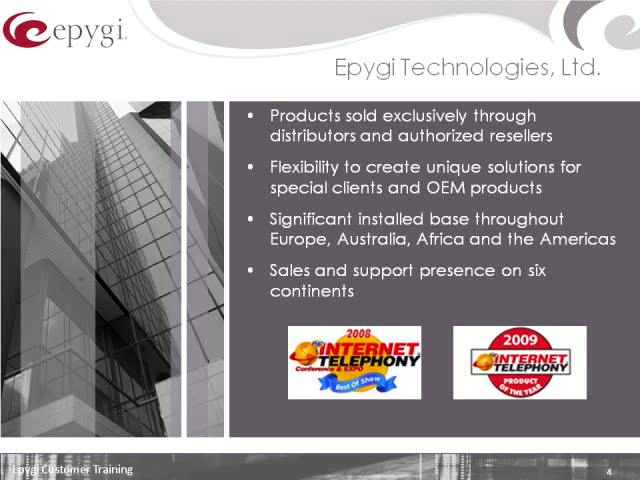 epygi
Epygi Technologies, Ltd.
• Products sold exclusively through
distributors and authorized resellers
• Flexibility to create unique solutions for
special clients and OEM products
• Significant installed base throughout
Europe, Australia, Africa and the Americas
• Sales and support presence on six
continents
2008
INTERNET
TELEPHONY
Conference & EXPO
Best Of Show
2009
INTERNET
TELEPHONY
PRODUCT
OF THE YEAR
Epygi Customer Training
4